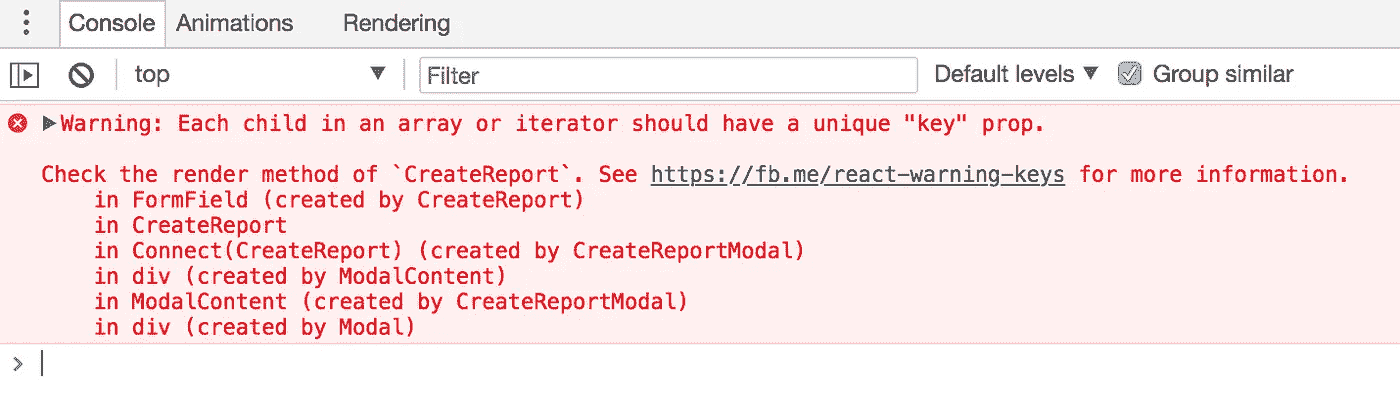 Console Animations Rendering
top Filter Default levels Group similar
Warning: Each child in an array or iterator should have a unique "key" prop.
Check the render method of `CreateReport`. See https://fb.me/react-warning-keys for more information.
in FormField (created by CreateReport)
in CreateReport
in Connect(CreateReport) (created by CreateReportModal)
in div (created by ModalContent)
in ModalContent (created by CreateReportModal)
in div (created by Modal)
>